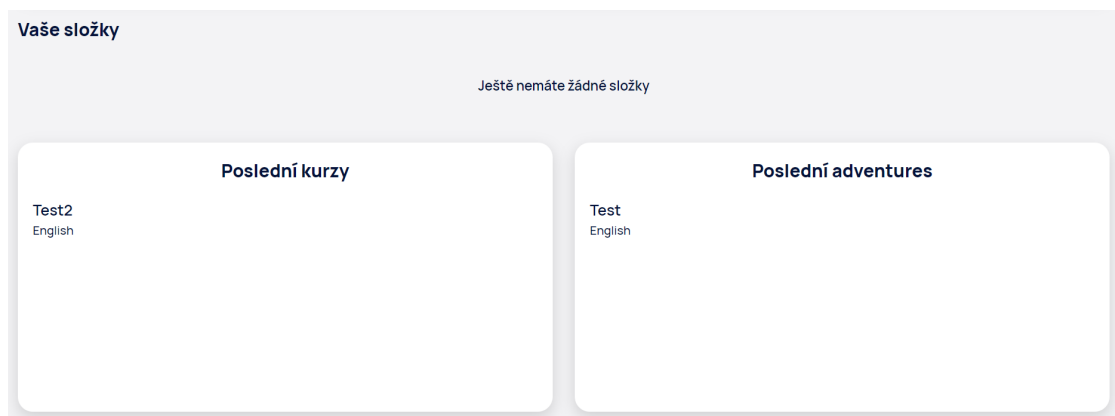 Vaše složky
Ještě nemáte žádné složky
Poslední kurzy
Test2
English
Poslední adventures
Test
English